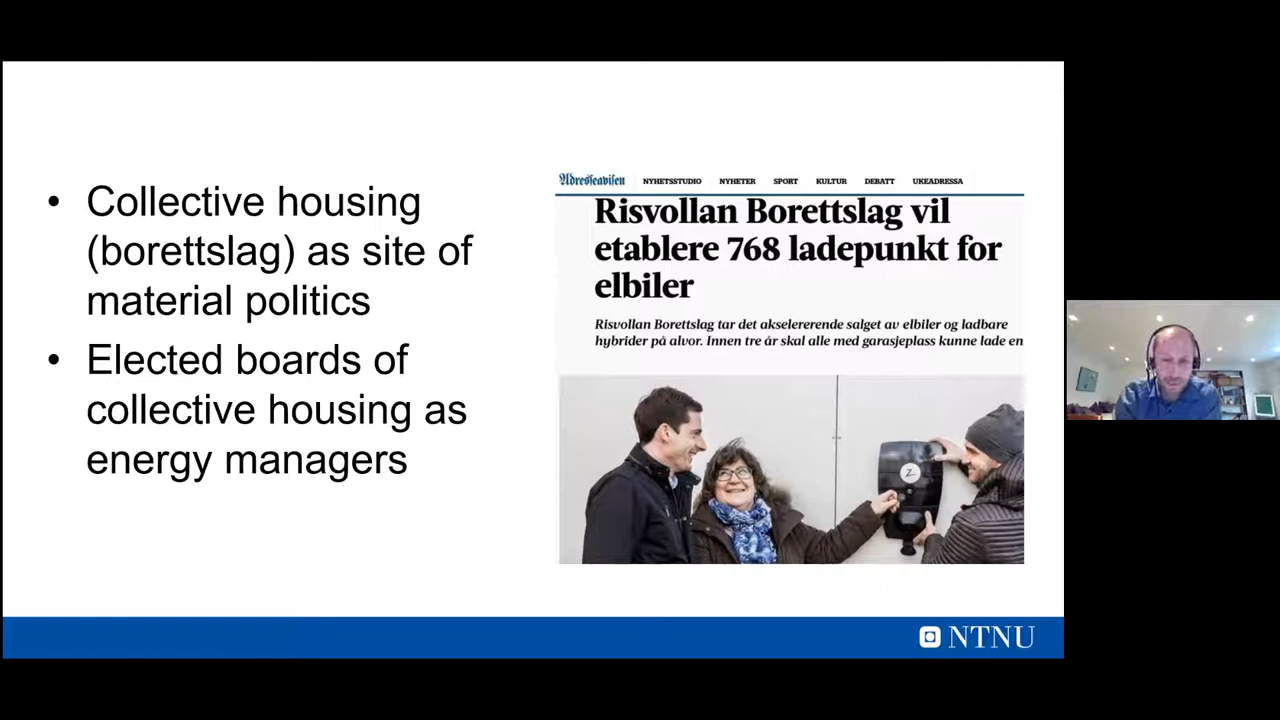 • Collective housing
(borettslag) as site of
material politics
• Elected boards of
collective housing as
energy managers
Adresseavisen NYHETSSTUDIO NYHETER SPORT KULTUR DEBATT UKEADRESSA
Risvollan Borettslag vil
etablere 768 ladepunkt for
elbiler
Risvollan Borettslag tar det akselererende salget av elbiler og ladbare
hybrider på alvor. Innen tre år skal alle med garasjeplass kunne lade en
Z
NTNU